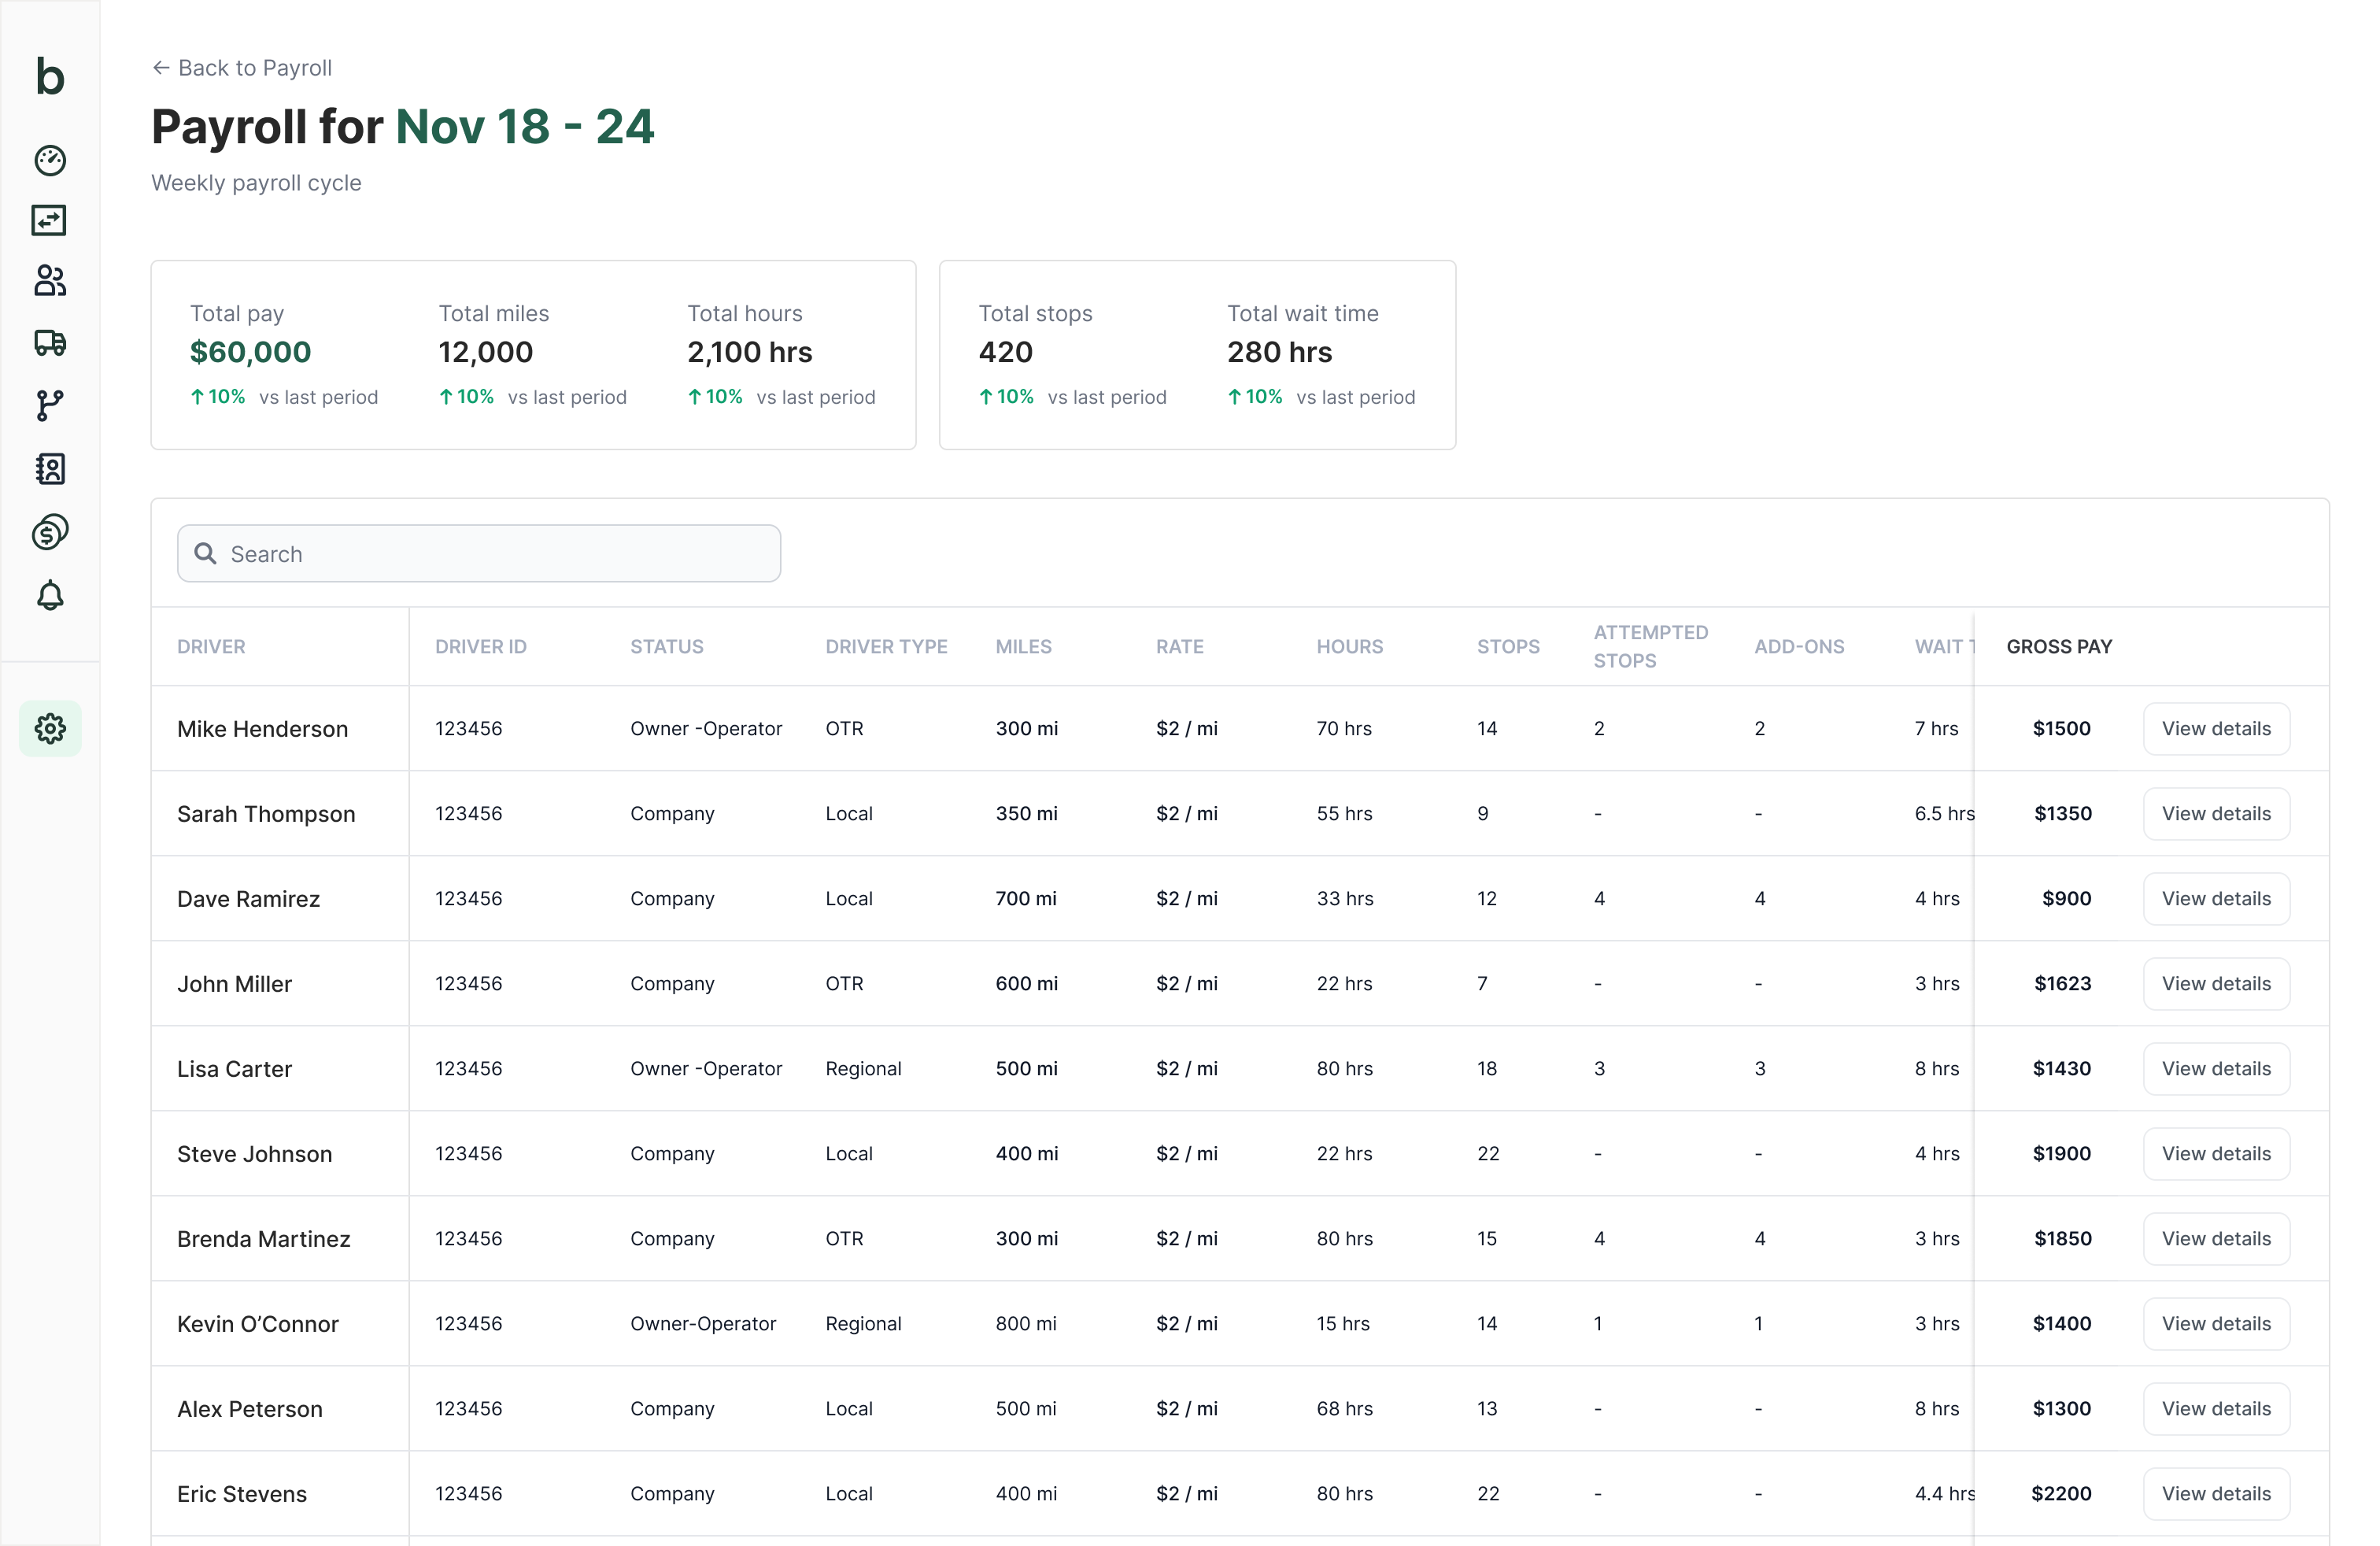 b
← Back to Payroll
Payroll for Nov 18 - 24
Weekly payroll cycle
Total pay Total miles Total hours Total stops Total wait time
$60,000 12,000 2,100 hrs 420 280 hrs
↑ 10% vs last period ↑ 10% vs last period ↑ 10% vs last period ↑ 10% vs last period ↑ 10% vs last period
Search
DRIVER DRIVER ID STATUS DRIVER TYPE MILES RATE HOURS STOPS ATTEMPTED STOPS ADD-ONS WAIT T GROSS PAY
Mike Henderson 123456 Owner -Operator OTR 300 mi $2 / mi 70 hrs 14 2 2 7 hrs $1500 View details
Sarah Thompson 123456 Company Local 350 mi $2 / mi 55 hrs 9 - - 6.5 hrs $1350 View details
Dave Ramirez 123456 Company Local 700 mi $2 / mi 33 hrs 12 4 4 4 hrs $900 View details
John Miller 123456 Company OTR 600 mi $2 / mi 22 hrs 7 - - 3 hrs $1623 View details
Lisa Carter 123456 Owner -Operator Regional 500 mi $2 / mi 80 hrs 18 3 3 8 hrs $1430 View details
Steve Johnson 123456 Company Local 400 mi $2 / mi 22 hrs 22 - - 4 hrs $1900 View details
Brenda Martinez 123456 Company OTR 300 mi $2 / mi 80 hrs 15 4 4 3 hrs $1850 View details
Kevin O’Connor 123456 Owner-Operator Regional 800 mi $2 / mi 15 hrs 14 1 1 3 hrs $1400 View details
Alex Peterson 123456 Company Local 500 mi $2 / mi 68 hrs 13 - - 8 hrs $1300 View details
Eric Stevens 123456 Company Local 400 mi $2 / mi 80 hrs 22 - - 4.4 hrs $2200 View details